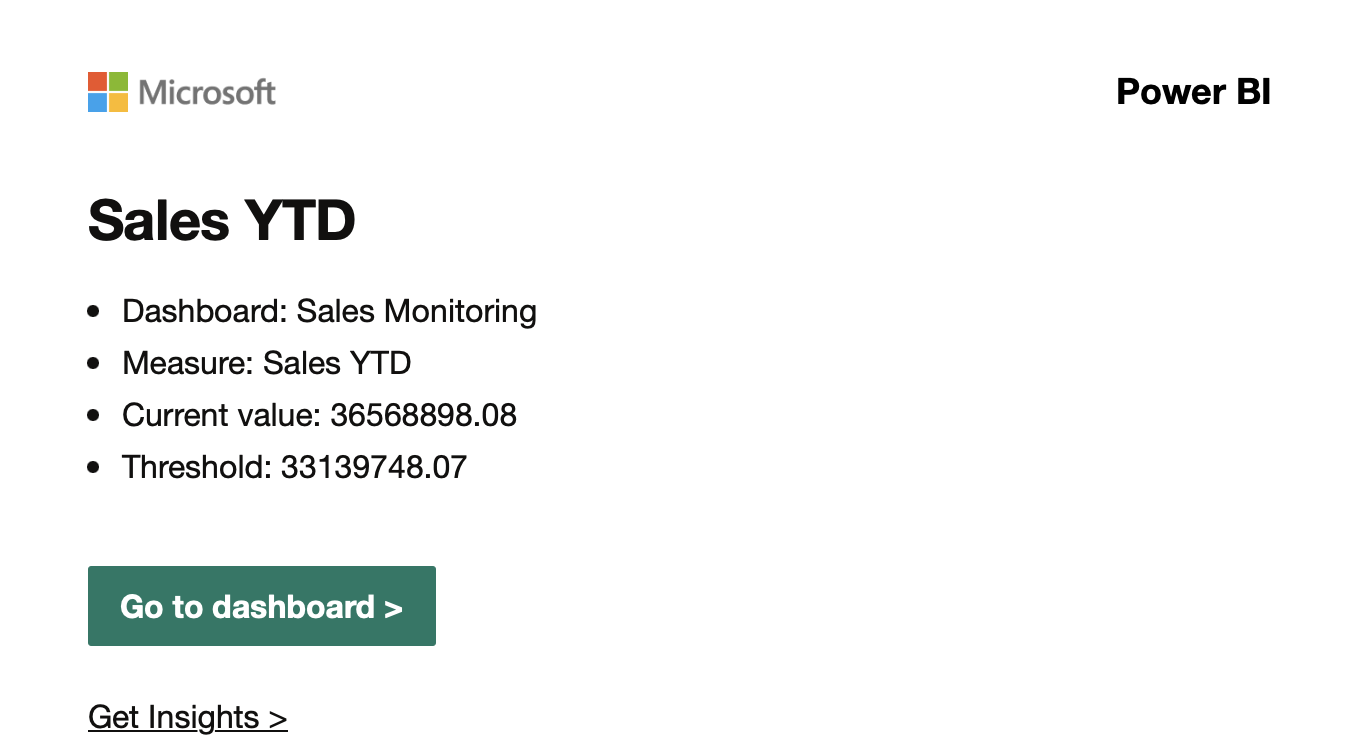 Microsoft
Power BI
Sales YTD
• Dashboard: Sales Monitoring
• Measure: Sales YTD
• Current value: 36568898.08
• Threshold: 33139748.07
Go to dashboard >
Get Insights >